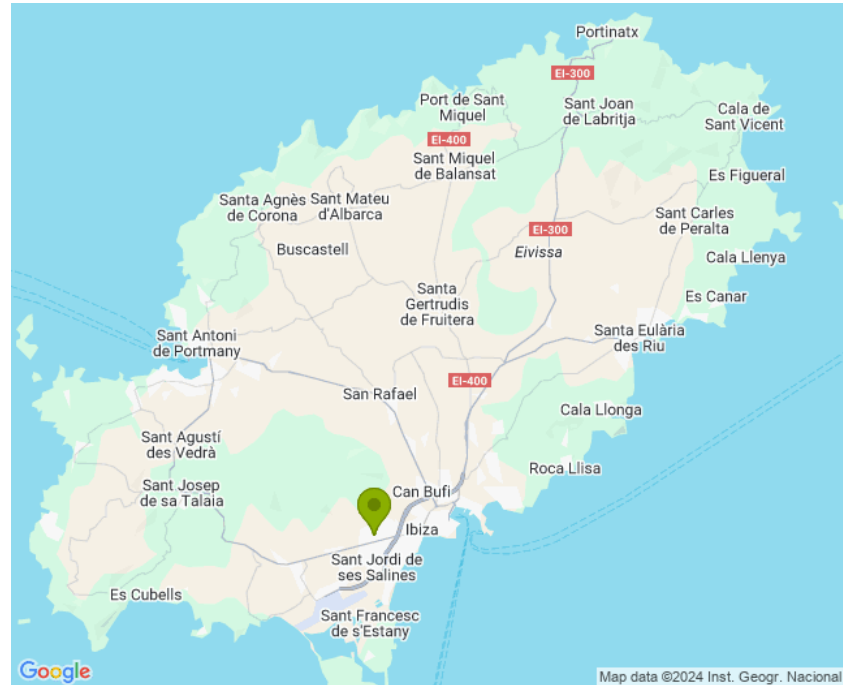 Portinatx
EI-300
Port de Sant
Miquel
Sant Joan
de Labritja
Cala de
Sant Vicent
EI-400
Sant Miquel
de Balansat
Es Figueral
Santa Agnès
de Corona
Sant Mateu
d'Albarca
Sant Carles
de Peralta
EI-300
Buscastell
Eivissa
Cala Llenya
Santa
Gertrudis
de Fruitera
Es Canar
Sant Antoni
de Portmany
Santa Eulària
des Riu
EI-400
San Rafael
Cala Llonga
Sant Agustí
des Vedrà
Roca Llisa
Sant Josep
de sa Talaia
Can Bufi
Ibiza
Sant Jordi de
ses Salines
Es Cubells
Sant Francesc
de s'Estany
Google
Map data ©2024 Inst. Geogr. Nacional